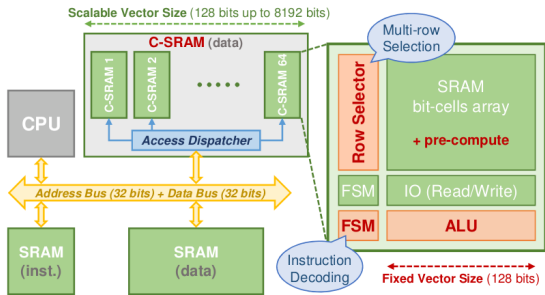 Scalable Vector Size (128 bits up to 8192 bits)
C-SRAM (data)
C-SRAM 1
C-SRAM 2
C-SRAM 64
Access Dispatcher
CPU
Address Bus (32 bits) + Data Bus (32 bits)
SRAM
(inst.)
SRAM
(data)
Multi-row
Selection
Row Selector
SRAM
bit-cells array
+ pre-compute
FSM
IO (Read/Write)
FSM
ALU
Instruction
Decoding
Fixed Vector Size (128 bits)